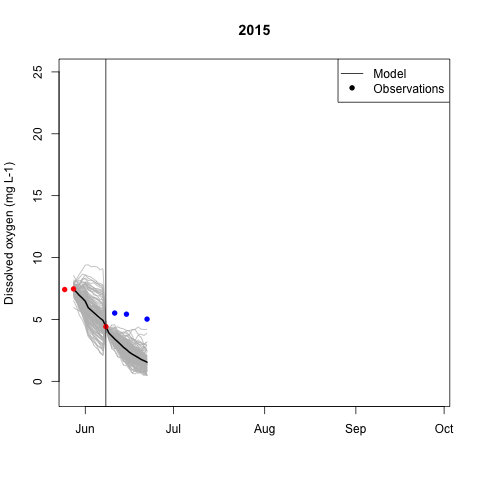 2015
Model
Observations
Dissolved oxygen (mg L-1)
25
20
15
10
5
0
Jun
Jul
Aug
Sep
Oct